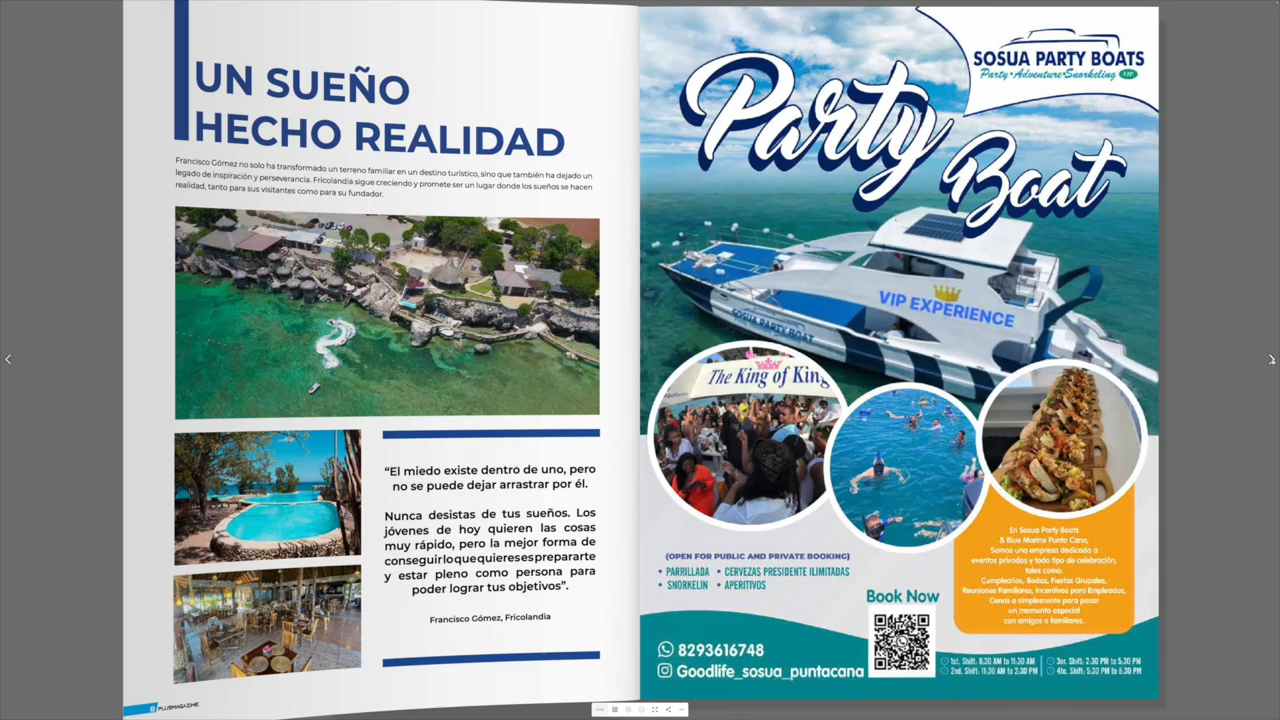 UN SUEÑO
HECHO REALIDAD
Francisco Gómez no solo ha transformado un terreno familiar en un destino turístico, sino que también ha dejado un
legado de inspiración y perseverancia. Fricolandia sigue creciendo y promete ser un lugar donde los sueños se hacen
realidad, tanto para sus visitantes como para su fundador.
“El miedo existe dentro de uno, pero
no se puede dejar arrastrar por él.
Nunca desistas de tus sueños. Los
jóvenes de hoy quieren las cosas
muy rápido, pero la mejor forma de
conseguir lo que quieres es prepararte
y estar pleno como persona para
poder lograr tus objetivos”.
Francisco Gómez, Fricolandia
PLUSMAGAZINE
SOSUA PARTY BOATS
Party•Adventure•Snorkeling VIP
Party
Boat
VIP EXPERIENCE
SOSUA PARTY BOAT
The King of King
(OPEN FOR PUBLIC AND PRIVATE BOOKING)
• PARRILLADA • CERVEZAS PRESIDENTE ILIMITADAS
• SNORKELIN • APERITIVOS
En Sosua Party Boats
& Blue Marine Punta Cana,
Somos una empresa dedicada a
eventos privados y todo tipo de celebración,
tales como:
Cumpleaños, Bodas, Fiestas Grupales,
Reuniones Familiares, Incentivos para Empleados,
Cenas o simplemente para pasar
un momento especial
con amigos o familiares.
Book Now
8293616748
Goodlife_sosua_puntacana
1st. Shift: 8:30 AM to 11:30 AM
2nd. Shift: 11:30 AM to 2:30 PM
3er. Shift: 2:30 PM to 5:30 PM
4to. Shift: 5:30 PM to 8:30 PM